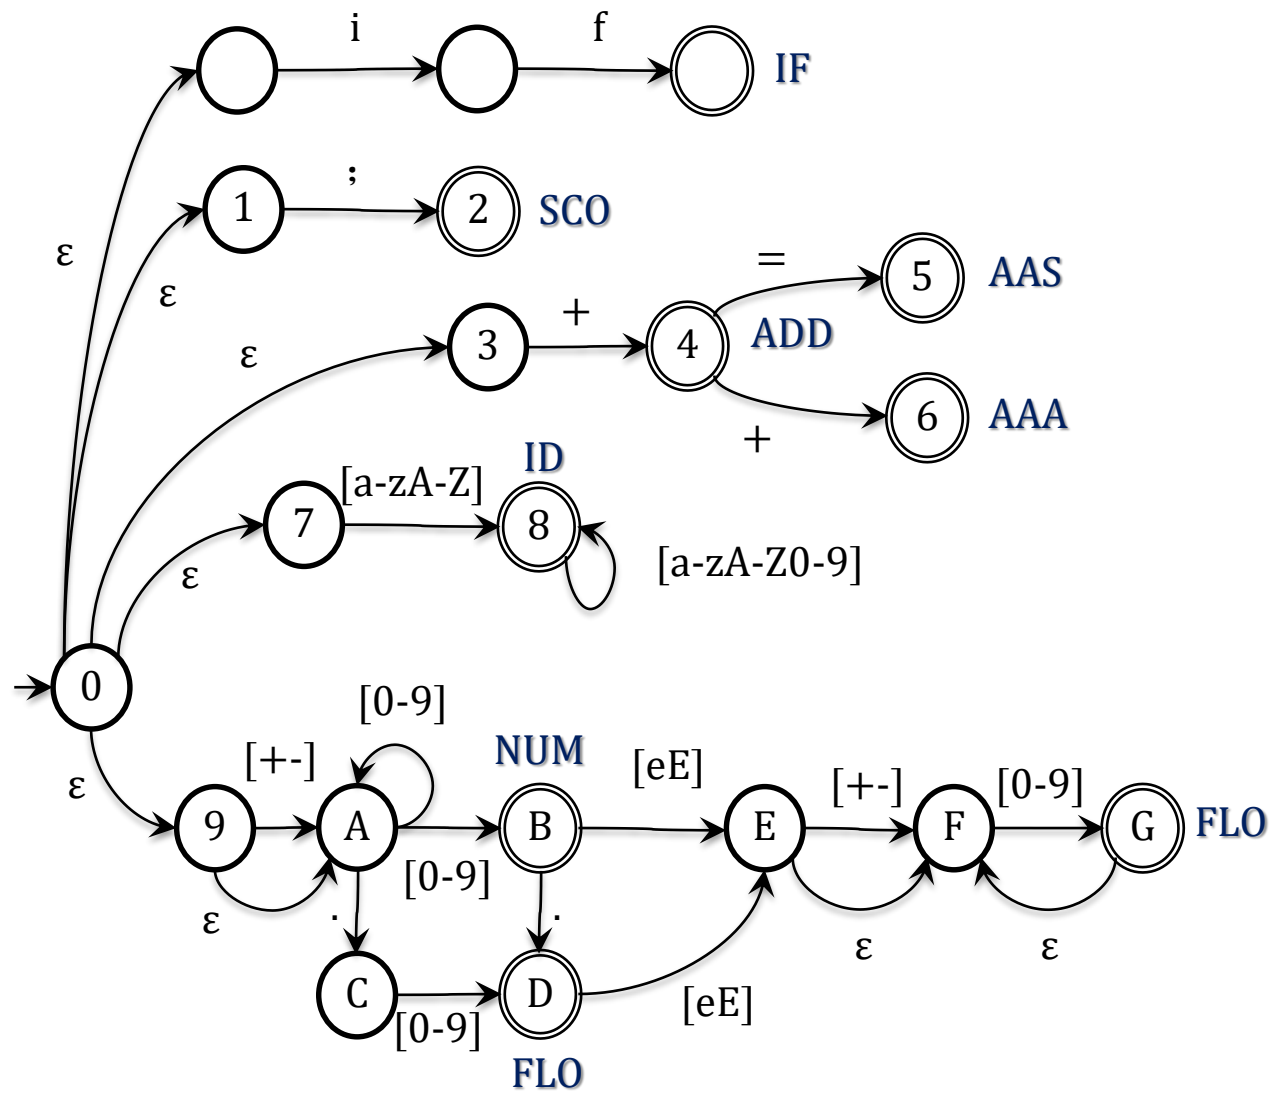 i f
IF
ε
1 ; 2 SCO
ε
ε
3 + 4 ADD
= 5 AAS
+ 6 AAA
ε
7 [a-zA-Z] 8 ID
[a-zA-Z0-9]
0
ε
9 [+-] A [0-9]
ε
[0-9] B NUM
[eE] E [+-] F [0-9] G FLO
. .
ε ε
C [0-9] D [eE]
FLO